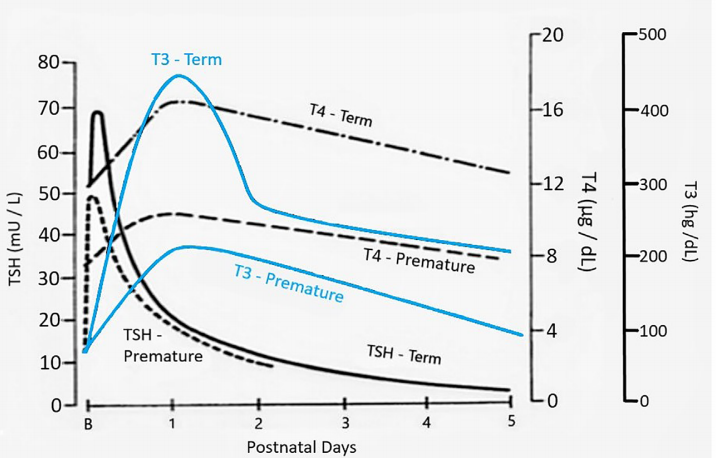 T3 - Term
T4 - Term
T4 - Premature
T3 - Premature
TSH -
Premature
TSH - Term
TSH (mU / L)
80
70
60
50
40
30
20
10
0
B
1
2
3
4
5
Postnatal Days
20
16
12
8
4
0
T4 (µg / dL)
500
400
300
200
100
0
T3 (hg /dL)